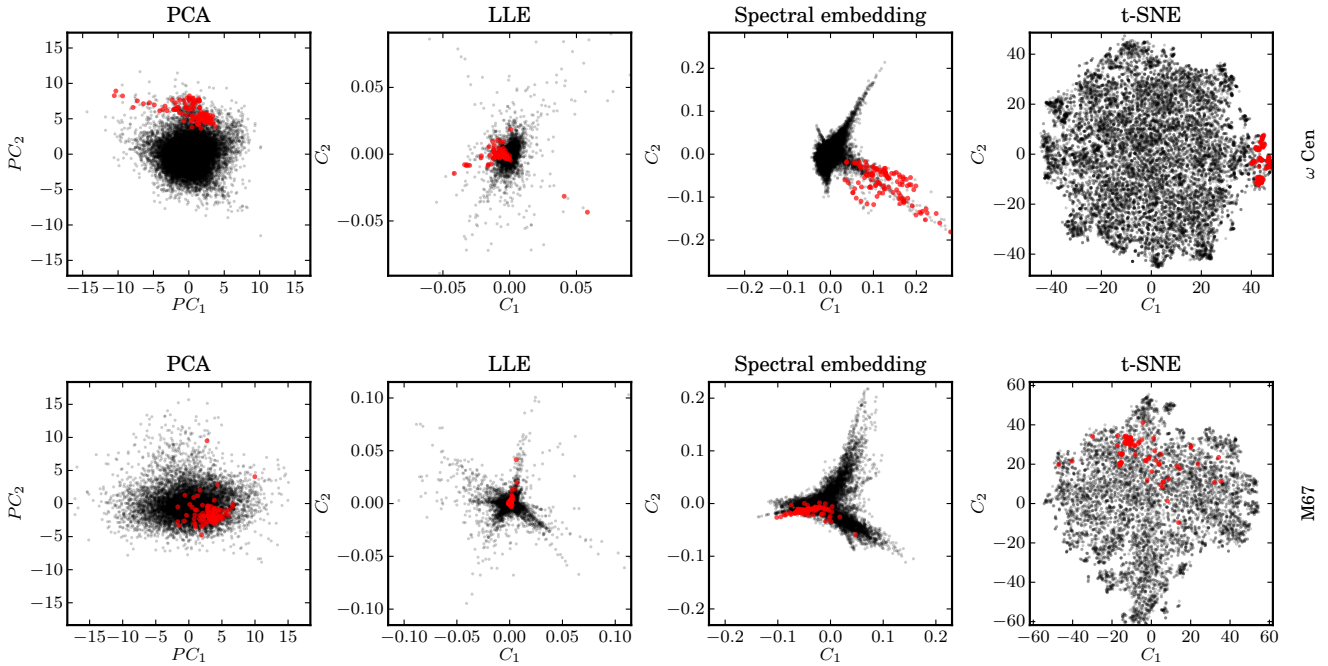 PCA LLE Spectral embedding t-SNE
15 10 5 0 −5 −10 −15
PC2
−15 −10 −5 0 5 10 15
PC1
0.05 0.00 −0.05
C2
−0.05 0.00 0.05
C1
0.2 0.1 0.0 −0.1 −0.2
C2
−0.2 −0.1 0.0 0.1 0.2
C1
40 20 0 −20 −40
C2
−40 −20 0 20 40
C1
ω Cen
PCA LLE Spectral embedding t-SNE
15 10 5 0 −5 −10 −15
PC2
−15 −10 −5 0 5 10 15
PC1
0.10 0.05 0.00 −0.05 −0.10
C2
−0.10 −0.05 0.00 0.05 0.10
C1
0.2 0.1 0.0 −0.1 −0.2
C2
−0.2 −0.1 0.0 0.1 0.2
C1
60 40 20 0 −20 −40 −60
C2
−60 −40 −20 0 20 40 60
C1
M67